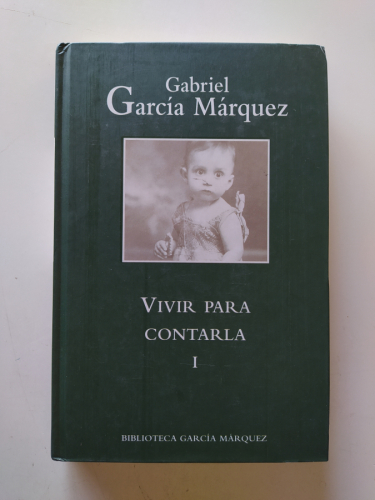 Gabriel
García Márquez
VIVIR PARA
CONTARLA
I
BIBLIOTECA GARCÍA MÁRQUEZ